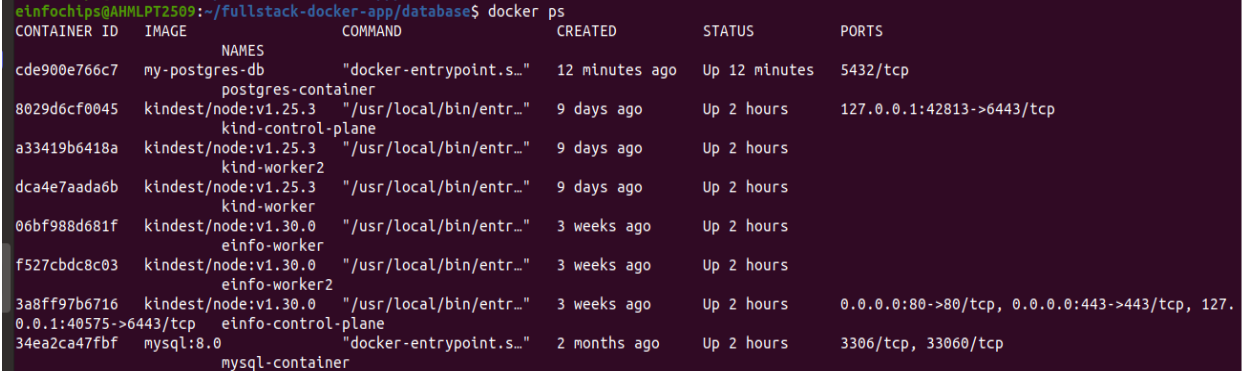 einfochips@AHMLPT2509:~/fullstack-docker-app/database$ docker ps
CONTAINER ID   IMAGE                  COMMAND                  CREATED          STATUS          PORTS
                         NAMES
cde900e766c7   my-postgres-db         "docker-entrypoint.s…"   12 minutes ago   Up 12 minutes   5432/tcp
                         postgres-container
8029d6cf0045   kindest/node:v1.25.3   "/usr/local/bin/entr…"   9 days ago       Up 2 hours      127.0.0.1:42813->6443/tcp
                         kind-control-plane
a33419b6418a   kindest/node:v1.25.3   "/usr/local/bin/entr…"   9 days ago       Up 2 hours
                         kind-worker2
dca4e7aada6b   kindest/node:v1.25.3   "/usr/local/bin/entr…"   9 days ago       Up 2 hours
                         kind-worker
06bf988d681f   kindest/node:v1.30.0   "/usr/local/bin/entr…"   3 weeks ago      Up 2 hours
                         einfo-worker
f527cbdc8c03   kindest/node:v1.30.0   "/usr/local/bin/entr…"   3 weeks ago      Up 2 hours
                         einfo-worker2
3a8ff97b6716   kindest/node:v1.30.0   "/usr/local/bin/entr…"   3 weeks ago      Up 2 hours      0.0.0.0:80->80/tcp, 0.0.0.0:443->443/tcp, 127.
0.0.1:40575->6443/tcp   einfo-control-plane
34ea2ca47fbf   mysql:8.0              "docker-entrypoint.s…"   2 months ago     Up 2 hours      3306/tcp, 33060/tcp
                         mysql-container